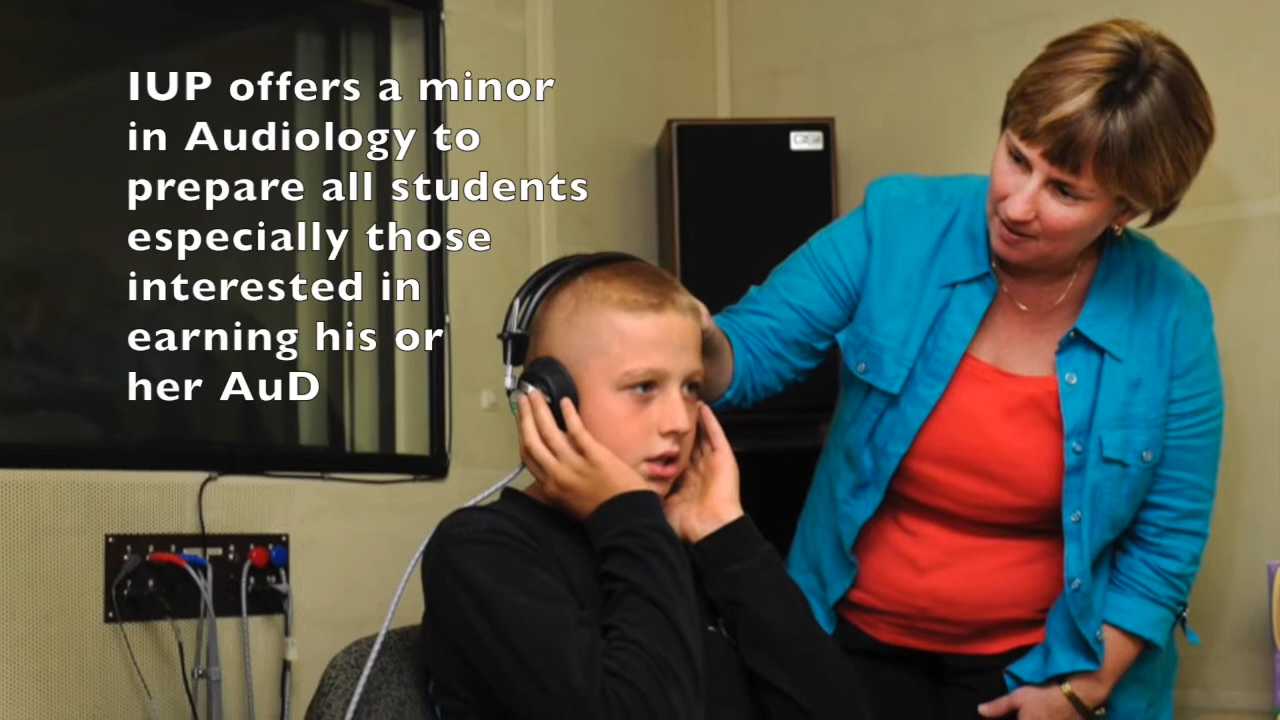 IUP offers a minor
in Audiology to
prepare all students
especially those
interested in
earning his or
her AuD